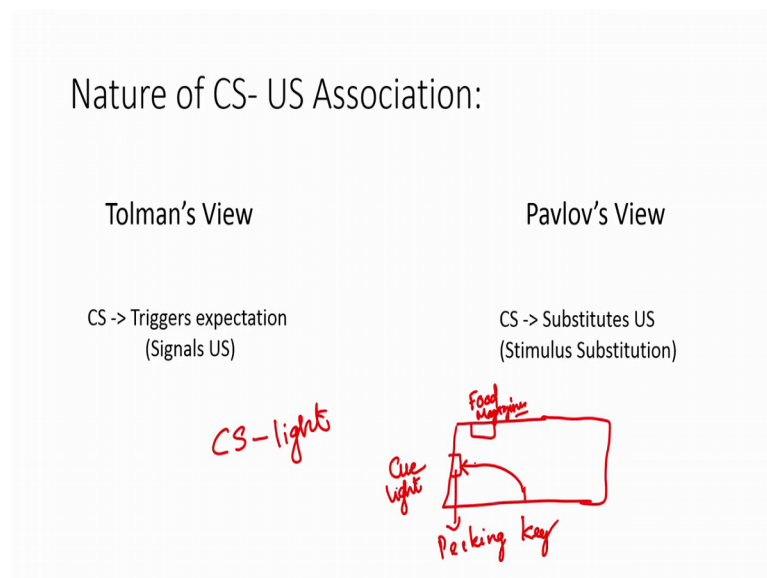 Nature of CS- US Association:
Tolman's View
Pavlov's View
CS -> Triggers expectation
(Signals US)
CS -> Substitutes US
(Stimulus Substitution)
CS-light
Food
Magazine
Cue
light
Pecking key